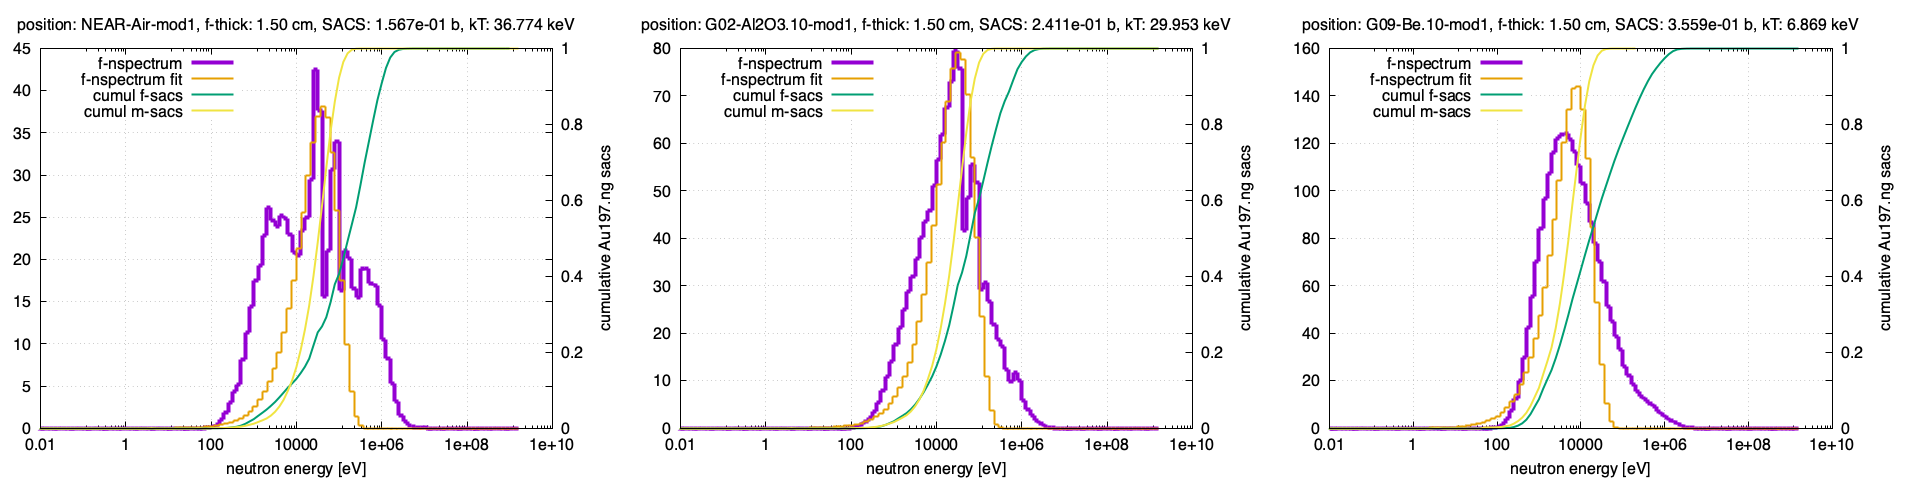 position: NEAR-Air-mod1, f-thick: 1.50 cm, SACS: 1.567e-01 b, kT: 36.774 keV
f-nspectrum
f-nspectrum fit
cumul f-sacs
cumul m-sacs
45
40
35
30
25
20
15
10
5
0
1
0.8
0.6
0.4
0.2
0
cumulative Au197.ng sacs
0.01
1
100
10000
1e+06
1e+08
1e+10
neutron energy [eV]
position: G02-Al2O3.10-mod1, f-thick: 1.50 cm, SACS: 2.411e-01 b, kT: 29.953 keV
f-nspectrum
f-nspectrum fit
cumul f-sacs
cumul m-sacs
80
70
60
50
40
30
20
10
0
1
0.8
0.6
0.4
0.2
0
cumulative Au197.ng sacs
0.01
1
100
10000
1e+06
1e+08
1e+10
neutron energy [eV]
position: G09-Be.10-mod1, f-thick: 1.50 cm, SACS: 3.559e-01 b, kT: 6.869 keV
f-nspectrum
f-nspectrum fit
cumul f-sacs
cumul m-sacs
160
140
120
100
80
60
40
20
0
1
0.8
0.6
0.4
0.2
0
cumulative Au197.ng sacs
0.01
1
100
10000
1e+06
1e+08
1e+10
neutron energy [eV]